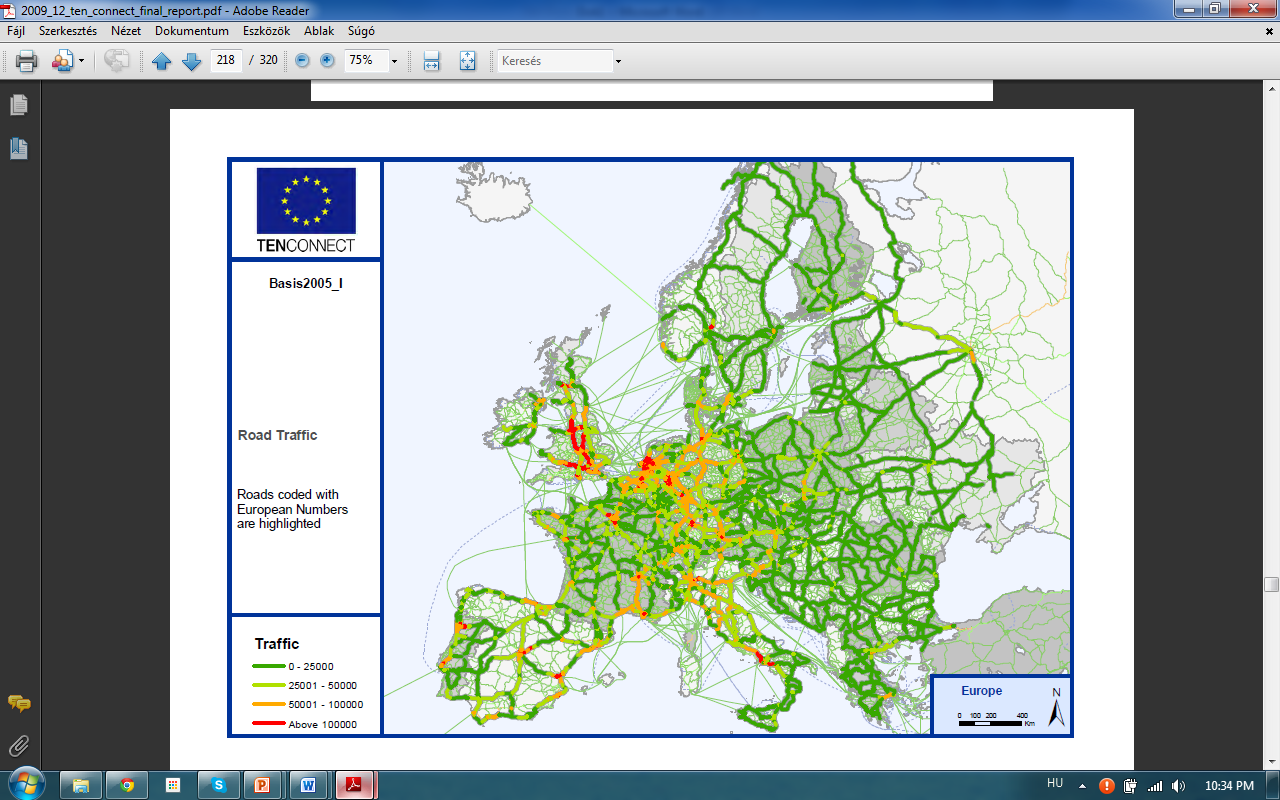 2009_12_ten_connect_final_report.pdf - Adobe Reader
Fájl Szerkesztés Nézet Dokumentum Eszközök Ablak Súgó
218 / 320 75% Keresés
TENCONNECT
Basis2005_I
Road Traffic
Roads coded with
European Numbers
are highlighted
Traffic
0 - 25000
25001 - 50000
50001 - 100000
Above 100000
Europe N
0 100 200 400
Km
HU 10:34 PM